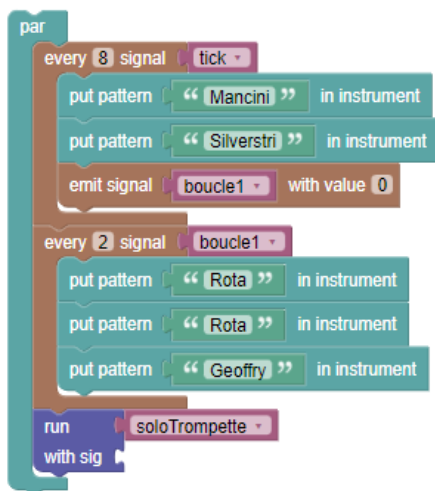 par
every 8 signal tick
put pattern “ Mancini ” in instrument
put pattern “ Silverstri ” in instrument
emit signal boucle1 with value 0
every 2 signal boucle1
put pattern “ Rota ” in instrument
put pattern “ Rota ” in instrument
put pattern “ Geoffry ” in instrument
run soloTrompette
with sig